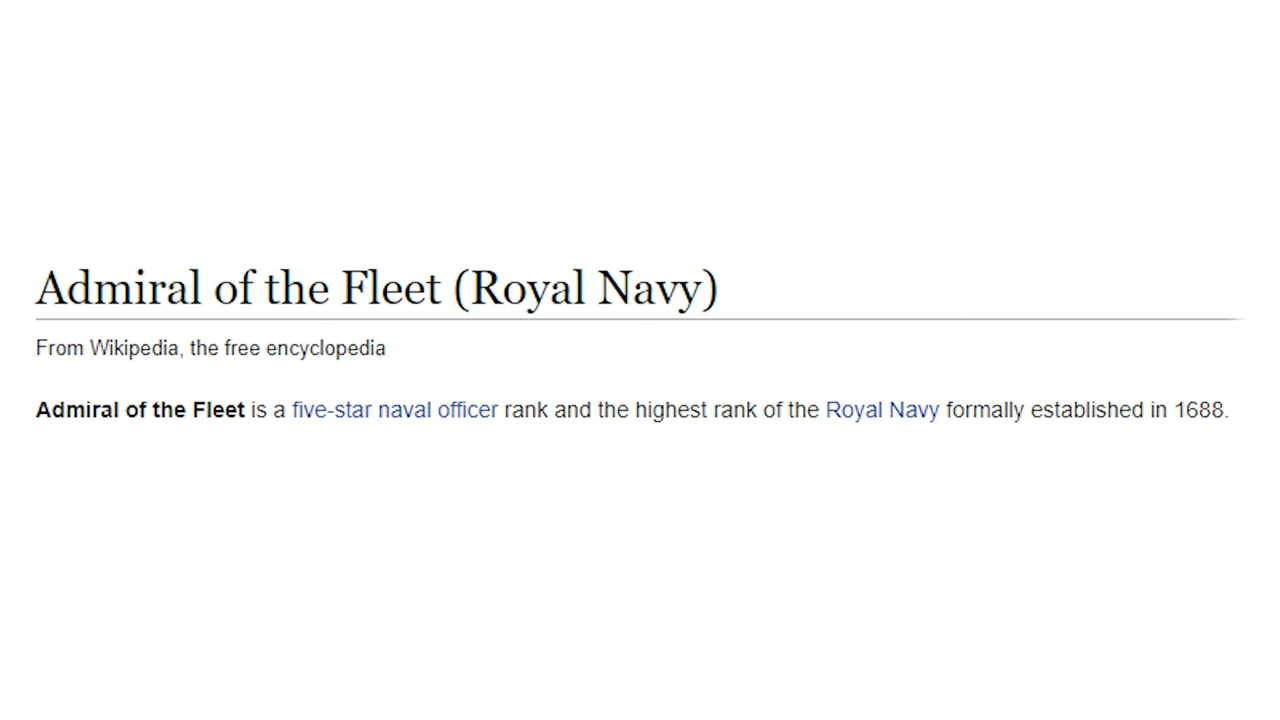 Admiral of the Fleet (Royal Navy)
From Wikipedia, the free encyclopedia
Admiral of the Fleet is a five-star naval officer rank and the highest rank of the Royal Navy formally established in 1688.